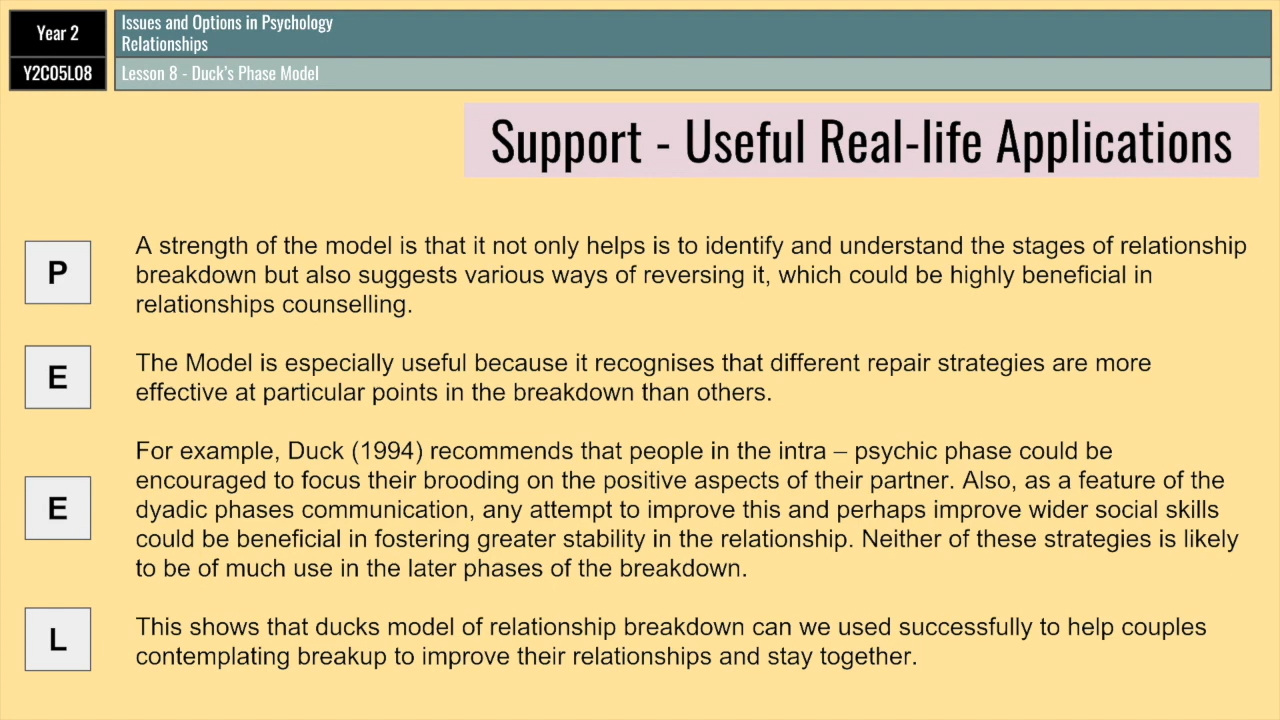 Year 2
Issues and Options in Psychology
Relationships
Y2C05L08
Lesson 8 - Duck's Phase Model
Support - Useful Real-life Applications
P
A strength of the model is that it not only helps is to identify and understand the stages of relationship
breakdown but also suggests various ways of reversing it, which could be highly beneficial in
relationships counselling.
E
The Model is especially useful because it recognises that different repair strategies are more
effective at particular points in the breakdown than others.
E
For example, Duck (1994) recommends that people in the intra – psychic phase could be
encouraged to focus their brooding on the positive aspects of their partner. Also, as a feature of the
dyadic phases communication, any attempt to improve this and perhaps improve wider social skills
could be beneficial in fostering greater stability in the relationship. Neither of these strategies is likely
to be of much use in the later phases of the breakdown.
L
This shows that ducks model of relationship breakdown can we used successfully to help couples
contemplating breakup to improve their relationships and stay together.